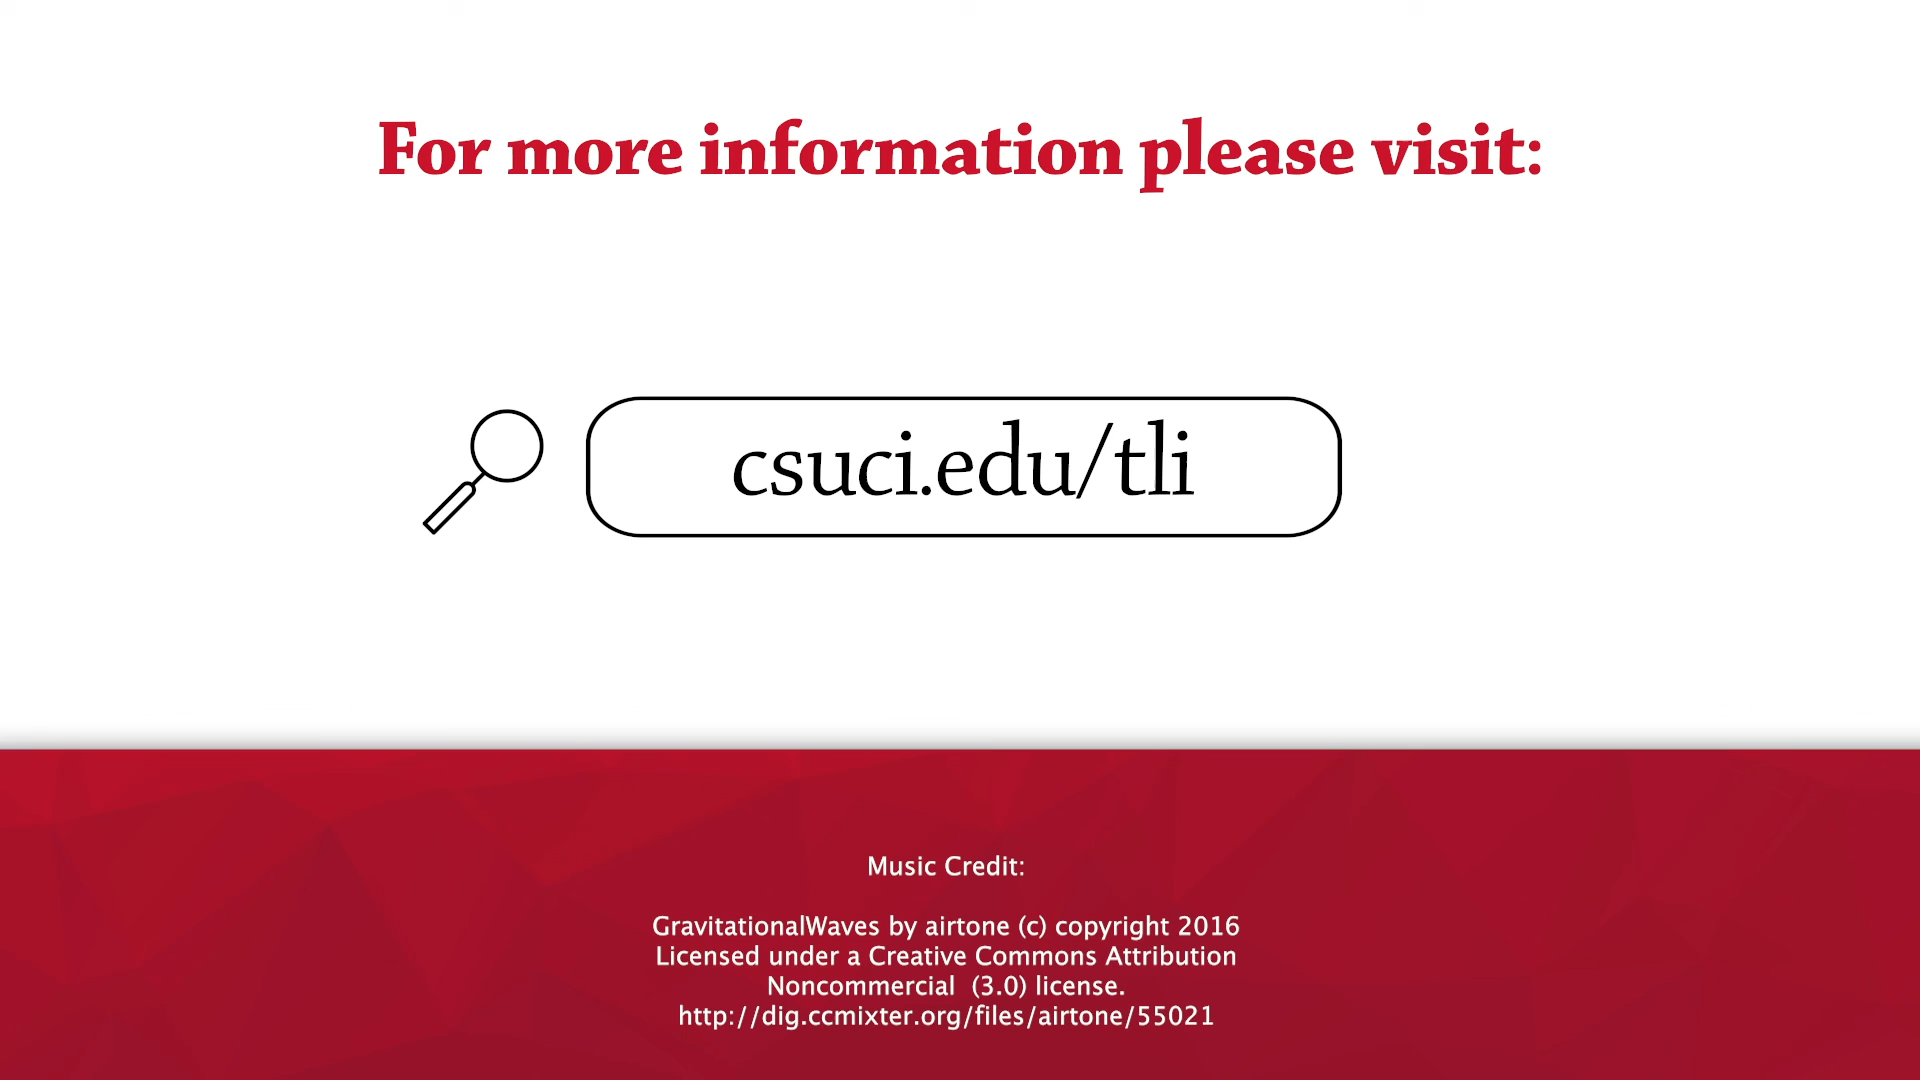 For more information please visit:
csuci.edu/tli
Music Credit:
GravitationalWaves by airtone (c) copyright 2016
Licensed under a Creative Commons Attribution
Noncommercial  (3.0) license.
http://dig.ccmixter.org/files/airtone/55021